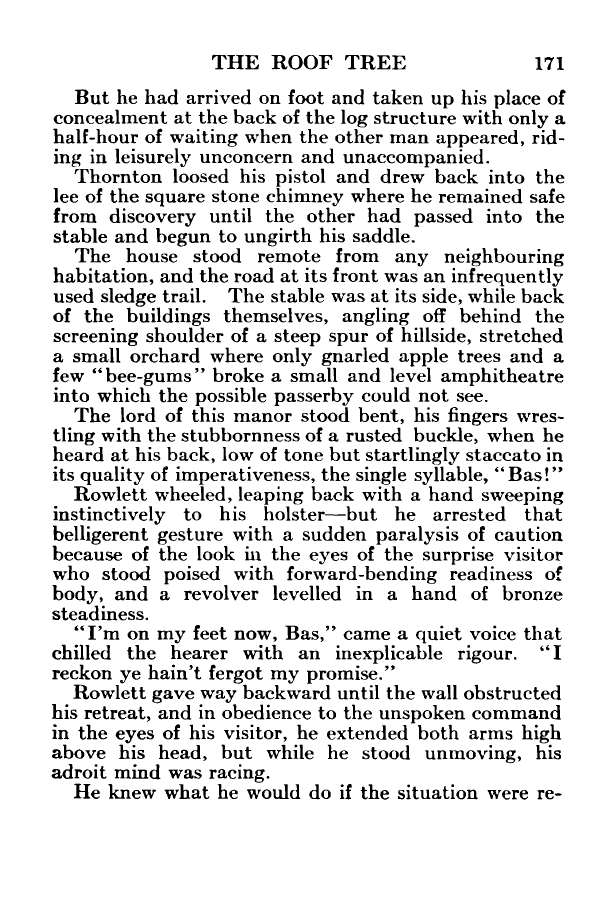 THE ROOF TREE 171
But he had arrived on foot and taken up his place of
concealment at the back of the log structure with only a
half-hour of waiting when the other man appeared, rid-
ing in leisurely unconcern and unaccompanied.
Thornton loosed his pistol and drew back into the
lee of the square stone chimney where he remained safe
from discovery until the other had passed into the
stable and begun to ungirth his saddle.
The house stood remote from any neighbouring
habitation, and the road at its front was an infrequently
used sledge trail. The stable was at its side, while back
of the buildings themselves, angling off behind the
screening shoulder of a steep spur of hillside, stretched
a small orchard where only gnarled apple trees and a
few “bee-gums” broke a small and level amphitheatre
into which the possible passerby could not see.
The lord of this manor stood bent, his fingers wres-
tling with the stubbornness of a rusted buckle, when he
heard at his back, low of tone but startlingly staccato in
its quality of imperativeness, the single syllable, “Bas!”
Rowlett wheeled, leaping back with a hand sweeping
instinctively to his holster—but he arrested that
belligerent gesture with a sudden paralysis of caution
because of the look in the eyes of the surprise visitor
who stood poised with forward-bending readiness of
body, and a revolver levelled in a hand of bronze
steadiness.
“I’m on my feet now, Bas,” came a quiet voice that
chilled the hearer with an inexplicable rigour. “I
reckon ye hain’t fergot my promise.”
Rowlett gave way backward until the wall obstructed
his retreat, and in obedience to the unspoken command
in the eyes of his visitor, he extended both arms high
above his head, but while he stood unmoving, his
adroit mind was racing.
He knew what he would do if the situation were re-